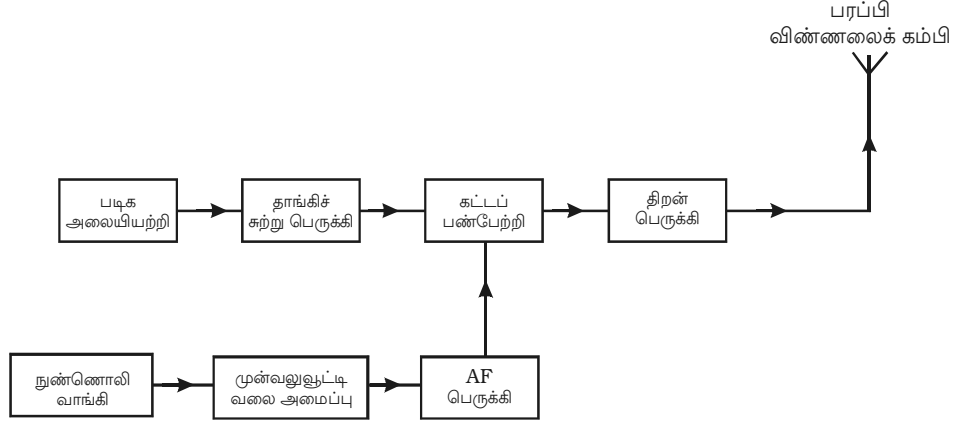 பரப்பி
விண்ணலைக் கம்பி
படிக
அலையியற்றி
தாங்கிச்
சுற்று பெருக்கி
கட்டப்
பண்பேற்றி
திறன்
பெருக்கி
நுண்ணொலி
வாங்கி
முன்வலுவூட்டி
வலை அமைப்பு
AF
பெருக்கி